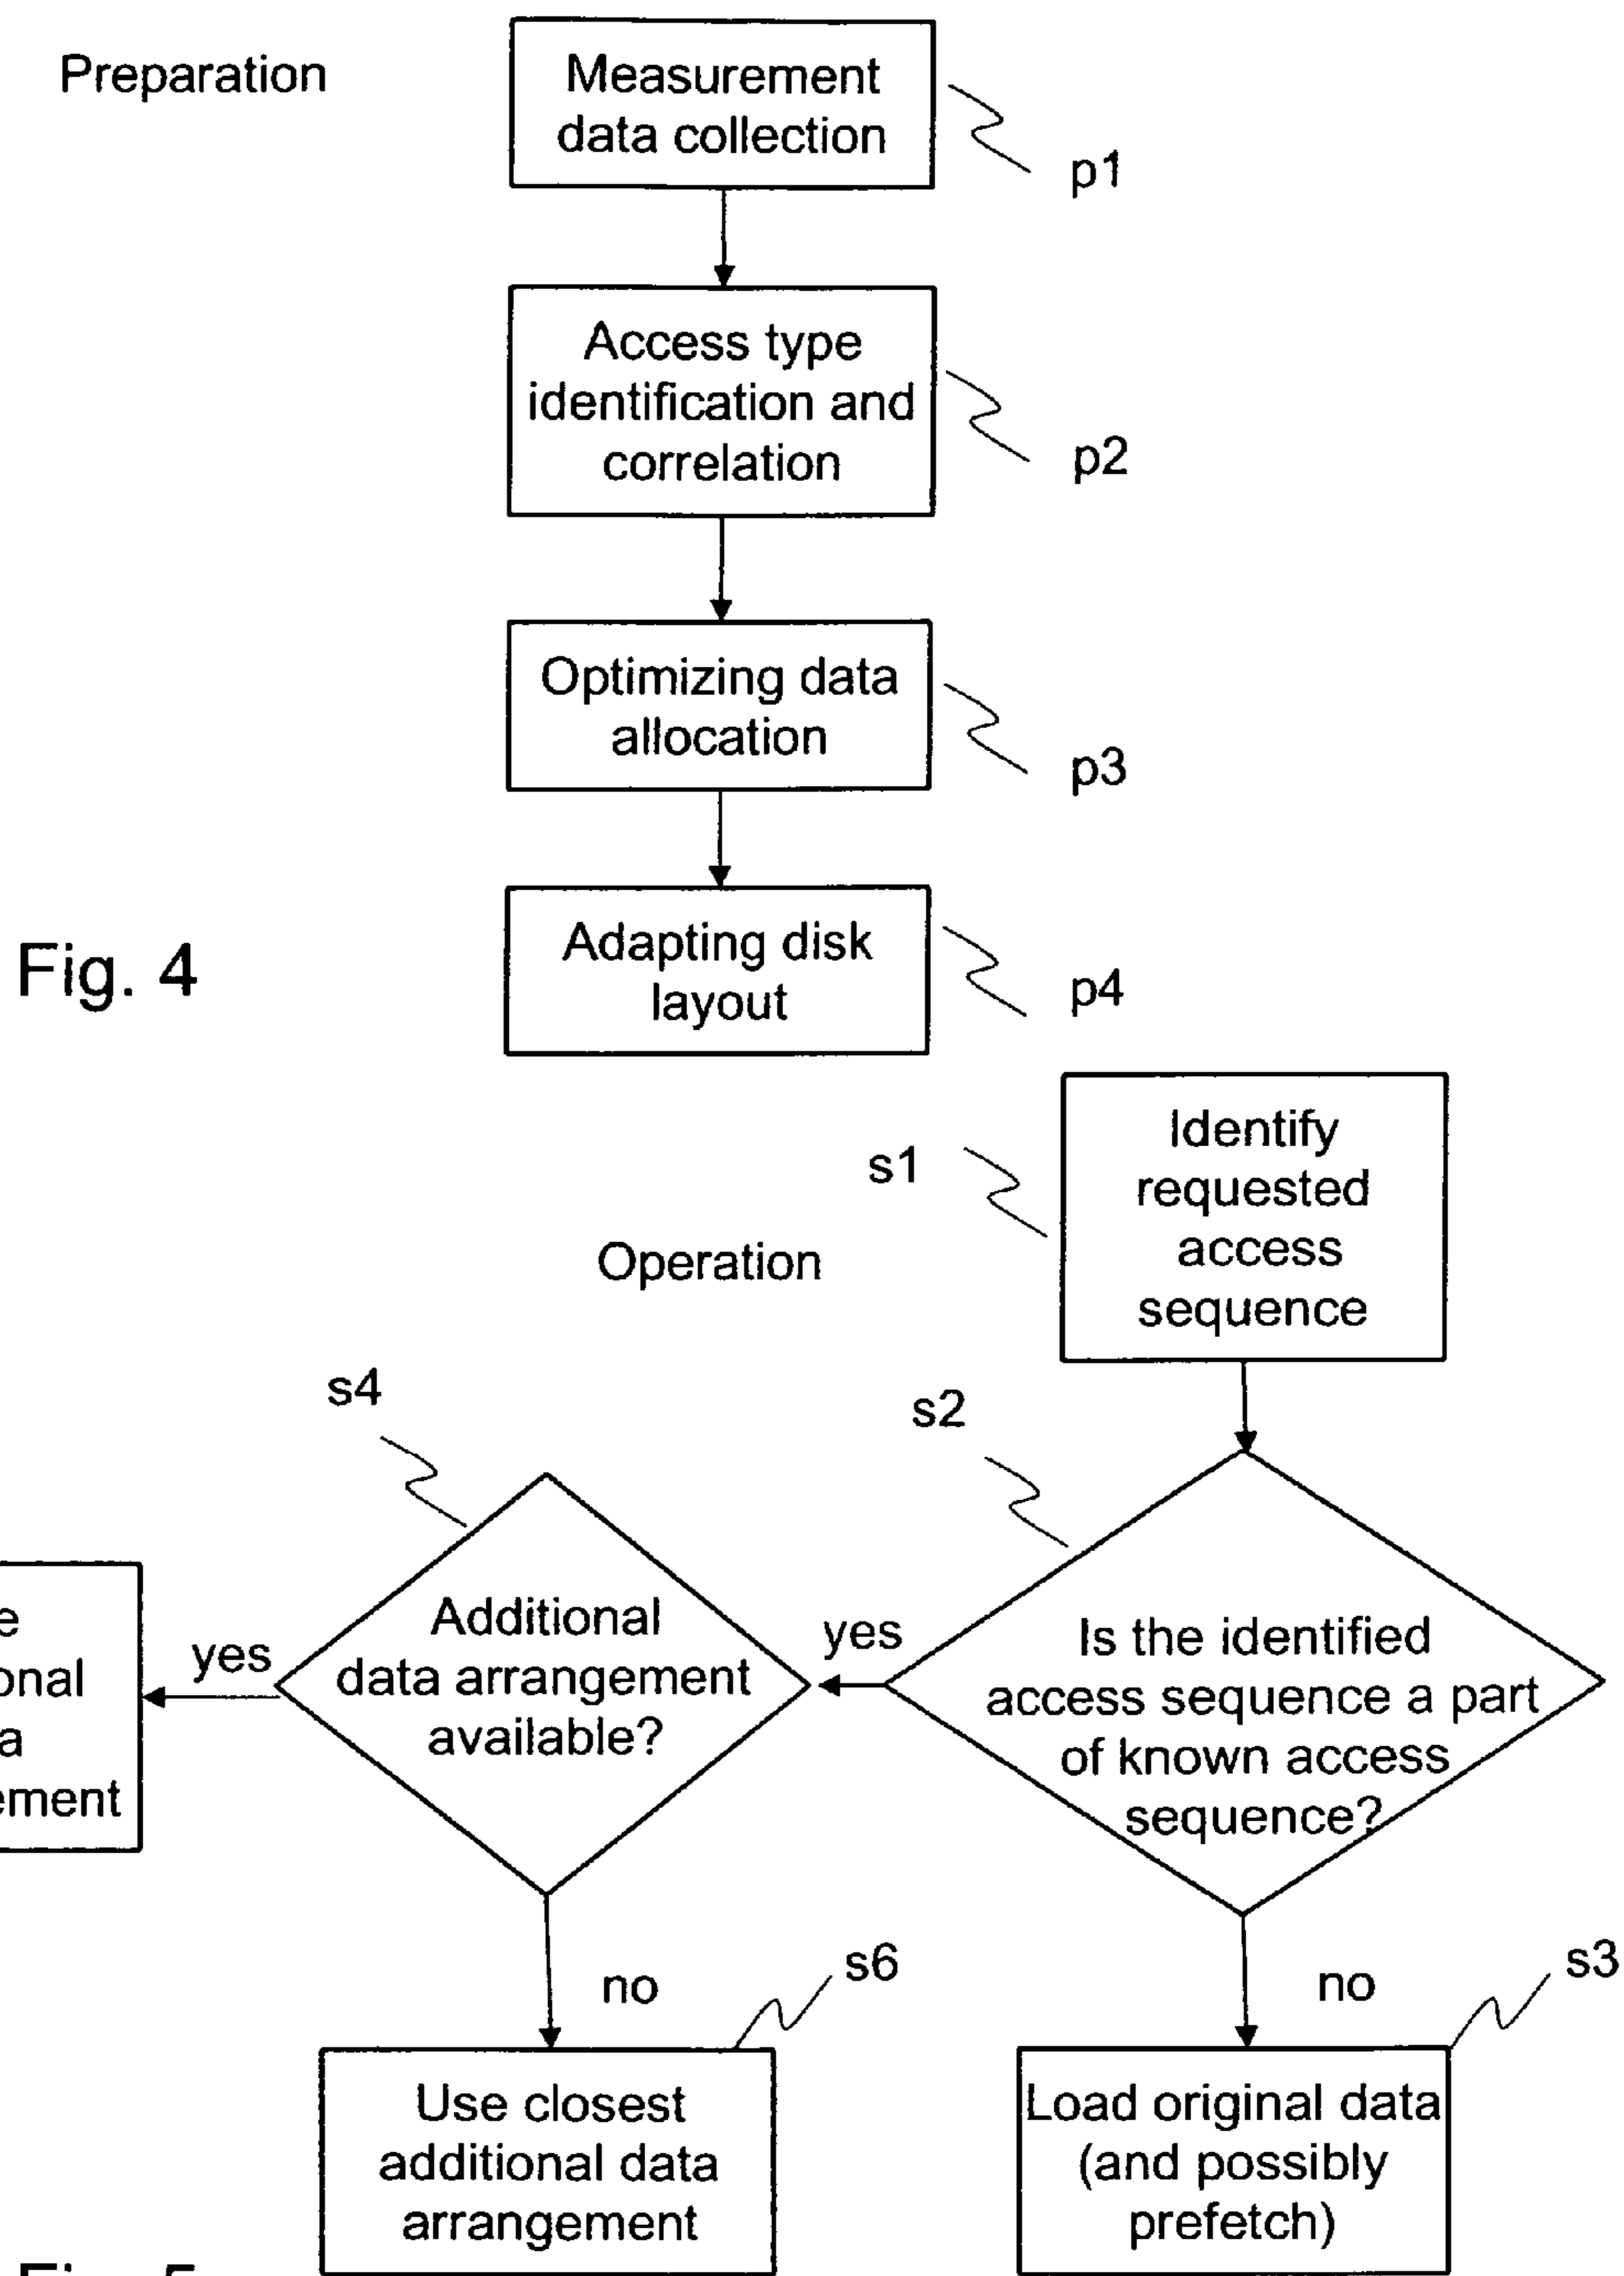 Preparation
Measurement
data collection
p1
Access type
identification and
correlation
p2
Optimizing data
allocation
p3
Adapting disk
layout
p4
Fig. 4
Identify
requested
access
sequence
s1
Operation
s4
s2
Additional
data arrangement
available?
yes
yes
Is the identified
access sequence a part
of known access
sequence?
no
s6
no
s3
Use closest
additional data
arrangement
Load original data
(and possibly
prefetch)